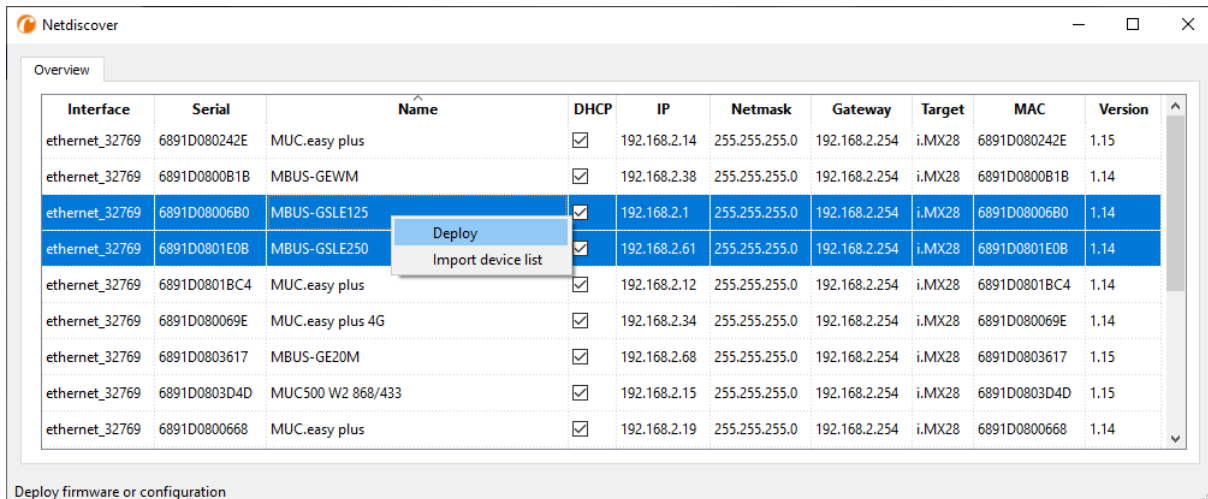 Netdiscover
Overview
Interface Serial Name DHCP IP Netmask Gateway Target MAC Version
ethernet_32769 6891D080242E MUC.easy plus 192.168.2.14 255.255.255.0 192.168.2.254 i.MX28 6891D080242E 1.15
ethernet_32769 6891D0800B1B MBUS-GEWM 192.168.2.38 255.255.255.0 192.168.2.254 i.MX28 6891D0800B1B 1.14
ethernet_32769 6891D08006B0 MBUS-GSLE125 192.168.2.1 255.255.255.0 192.168.2.254 i.MX28 6891D08006B0 1.14
Deploy
ethernet_32769 6891D0801E0B MBUS-GSLE250 192.168.2.61 255.255.255.0 192.168.2.254 i.MX28 6891D0801E0B 1.14
Import device list
ethernet_32769 6891D0801BC4 MUC.easy plus 192.168.2.12 255.255.255.0 192.168.2.254 i.MX28 6891D0801BC4 1.14
ethernet_32769 6891D080069E MUC.easy plus 4G 192.168.2.34 255.255.255.0 192.168.2.254 i.MX28 6891D080069E 1.14
ethernet_32769 6891D0803617 MBUS-GE20M 192.168.2.68 255.255.255.0 192.168.2.254 i.MX28 6891D0803617 1.15
ethernet_32769 6891D0803D4D MUC500 W2 868/433 192.168.2.15 255.255.255.0 192.168.2.254 i.MX28 6891D0803D4D 1.15
ethernet_32769 6891D0800668 MUC.easy plus 192.168.2.19 255.255.255.0 192.168.2.254 i.MX28 6891D0800668 1.14
Deploy firmware or configuration